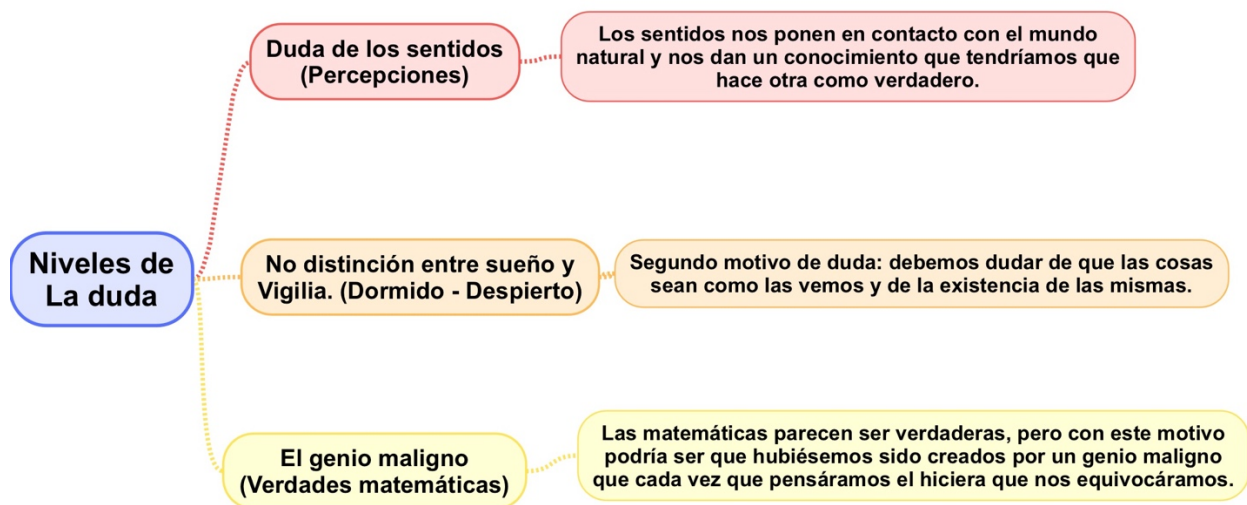 Duda de los sentidos
(Percepciones)
Los sentidos nos ponen en contacto con el mundo
natural y nos dan un conocimiento que tendríamos que
hace otra como verdadero.
Niveles de
La duda
No distinción entre sueño y
Vigilia. (Dormido - Despierto)
Segundo motivo de duda: debemos dudar de que las cosas
sean como las vemos y de la existencia de las mismas.
El genio maligno
(Verdades matemáticas)
Las matemáticas parecen ser verdaderas, pero con este motivo
podría ser que hubiésemos sido creados por un genio maligno
que cada vez que pensáramos el hiciera que nos equivocáramos.